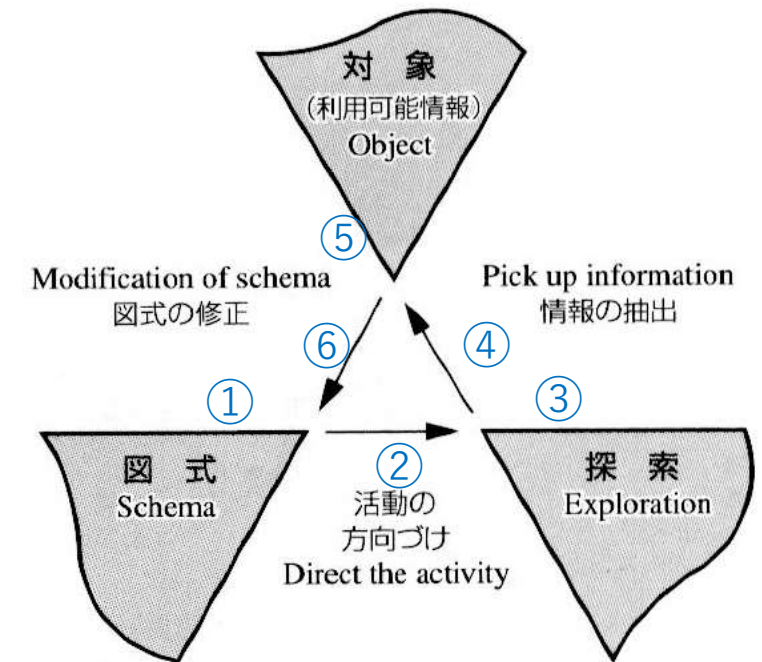 対 象
(利用可能情報)
Object
⑤
Modification of schema
図式の修正
Pick up information
情報の抽出
⑥
④
①
③
図 式
Schema
②
活動の
方向づけ
Direct the activity
探 索
Exploration